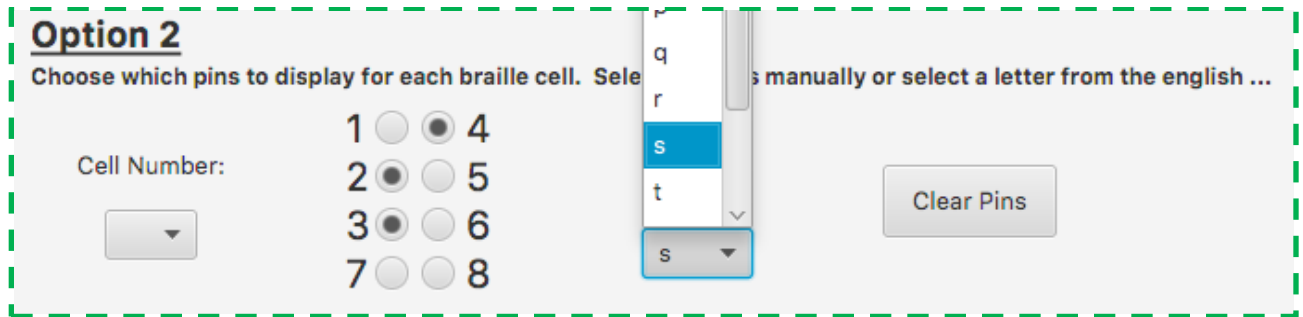 Option 2
Choose which pins to display for each braille cell. Sele s manually or select a letter from the english ...
q
r
s
t
1 4
Cell Number:
2 5
3 6
7 8
Clear Pins
s